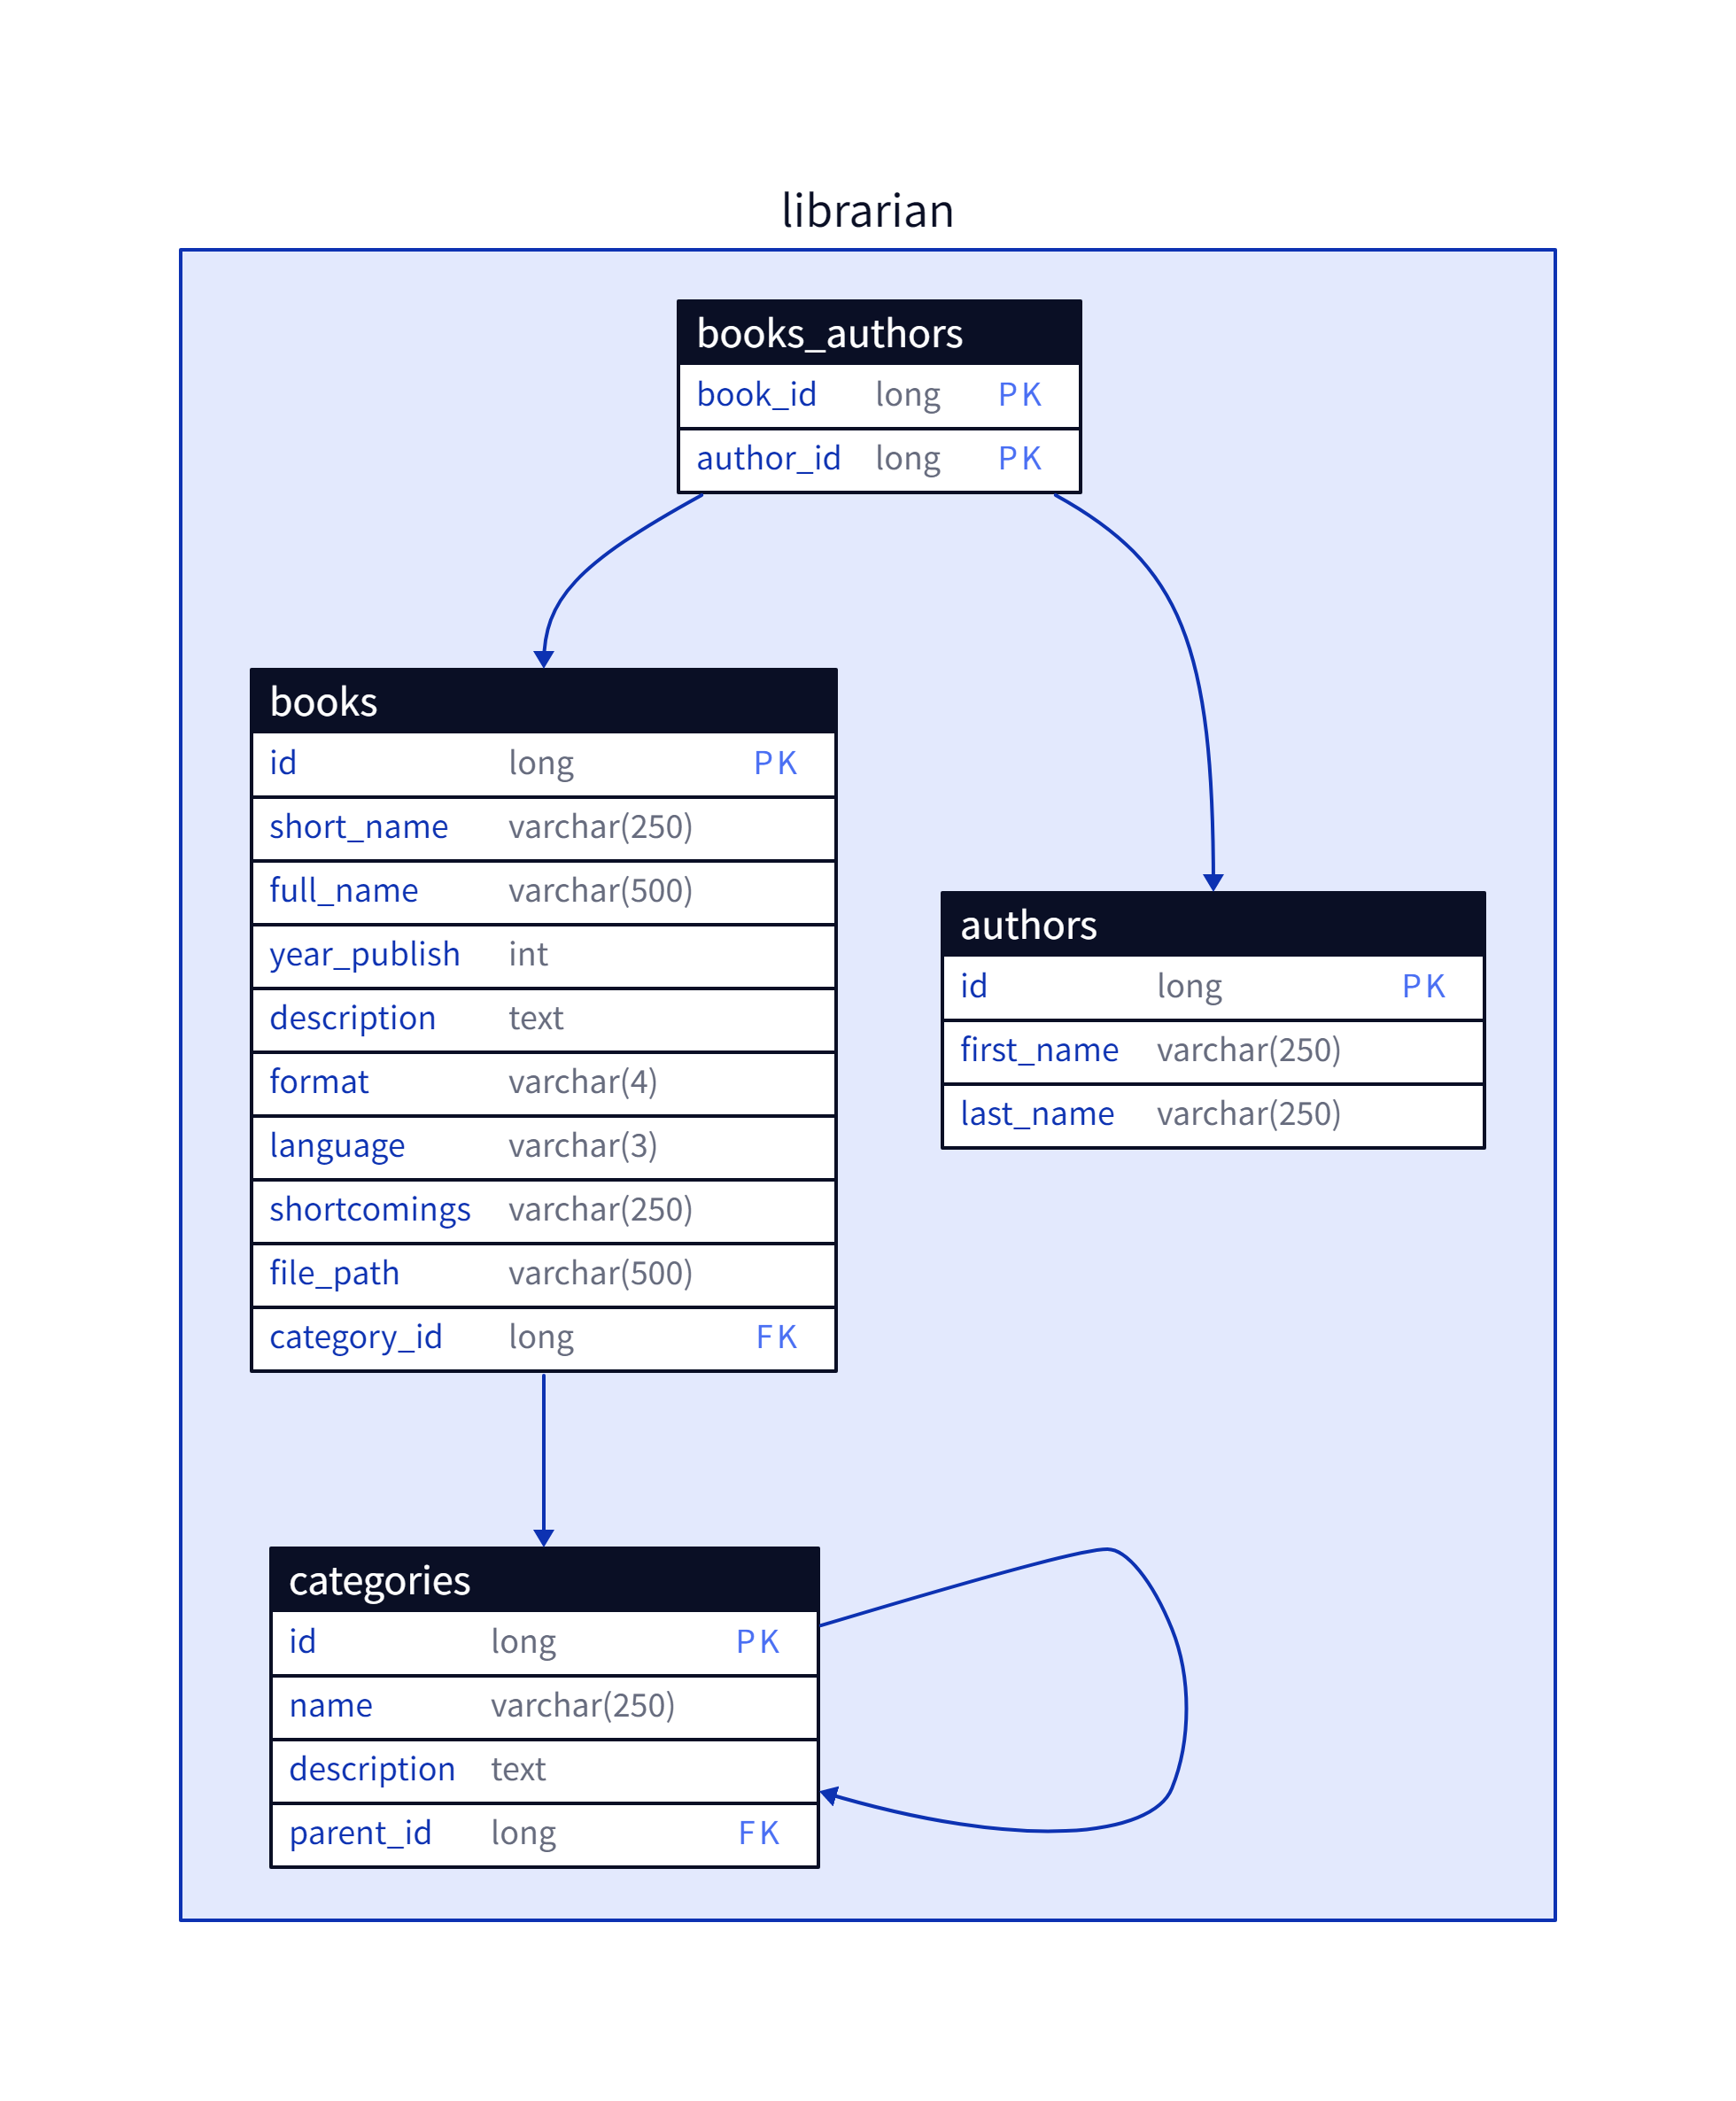 librarian
books_authors
book_id long PK
author_id long PK
books
id long PK
short_name varchar(250)
full_name varchar(500)
year_publish int
description text
format varchar(4)
language varchar(3)
shortcomings varchar(250)
file_path varchar(500)
category_id long FK
authors
id long PK
first_name varchar(250)
last_name varchar(250)
categories
id long PK
name varchar(250)
description text
parent_id long FK